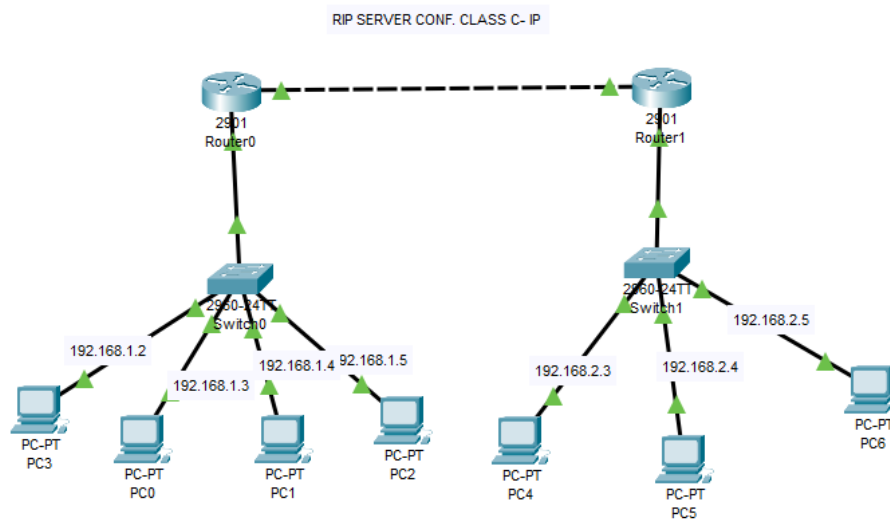 RIP SERVER CONF. CLASS C- IP
2901
Router0
2901
Router1
2960-24TT
Switch0
2960-24TT
Switch1
192.168.1.2
192.168.1.3
192.168.1.4
192.168.1.5
192.168.2.3
192.168.2.4
192.168.2.5
PC-PT
PC3
PC-PT
PC0
PC-PT
PC1
PC-PT
PC2
PC-PT
PC4
PC-PT
PC5
PC-PT
PC6